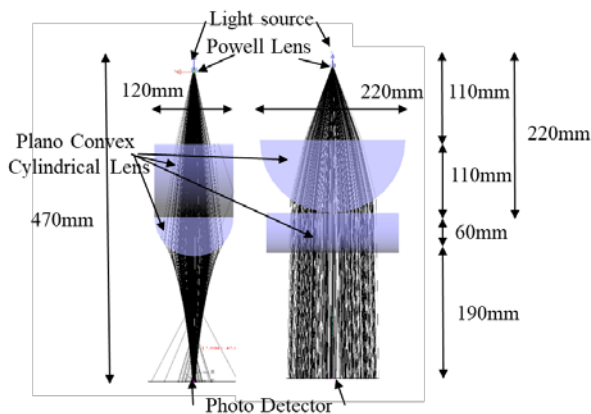 Light source
Powell Lens
120mm
220mm
110mm
220mm
Plano Convex
Cylindrical Lens
110mm
470mm
60mm
190mm
Photo Detector